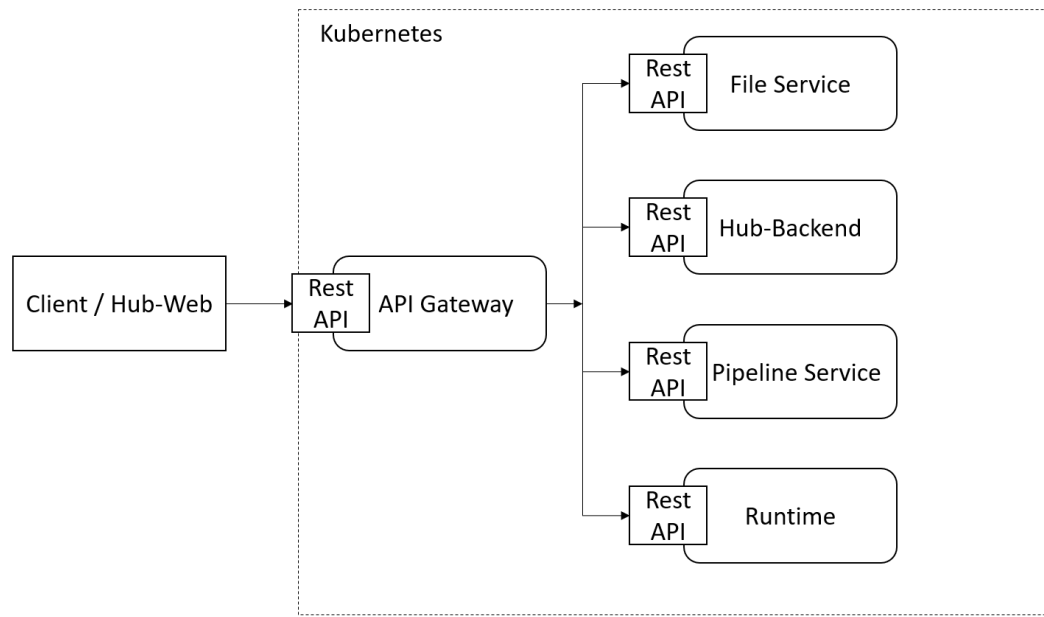 Kubernetes
Rest
API
File Service
Rest
API
Hub-Backend
Client / Hub-Web
Rest
API
API Gateway
Rest
API
Pipeline Service
Rest
API
Runtime